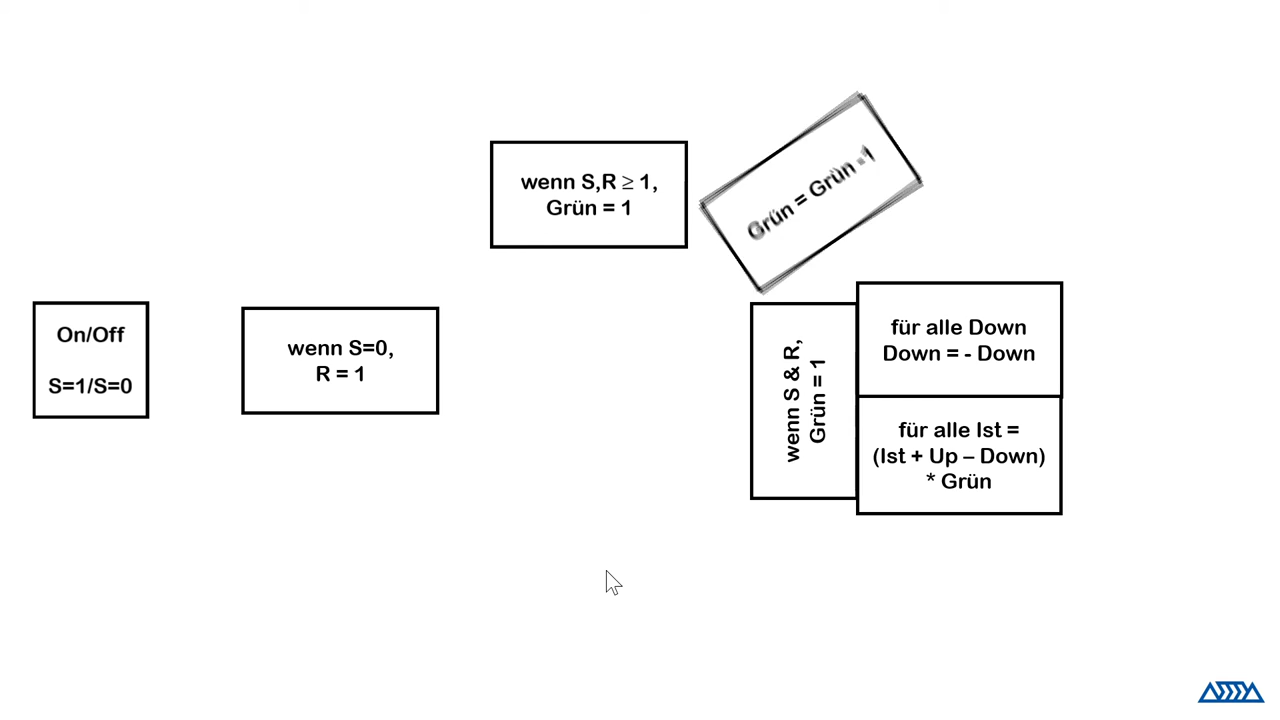 On/Off
S=1/S=0
wenn S=0,
R = 1
wenn S,R ≥ 1,
Grün = 1
Grün = Grün -1
wenn S & R,
Grün = 1
für alle Down
Down = - Down
für alle Ist =
(Ist + Up – Down)
* Grün